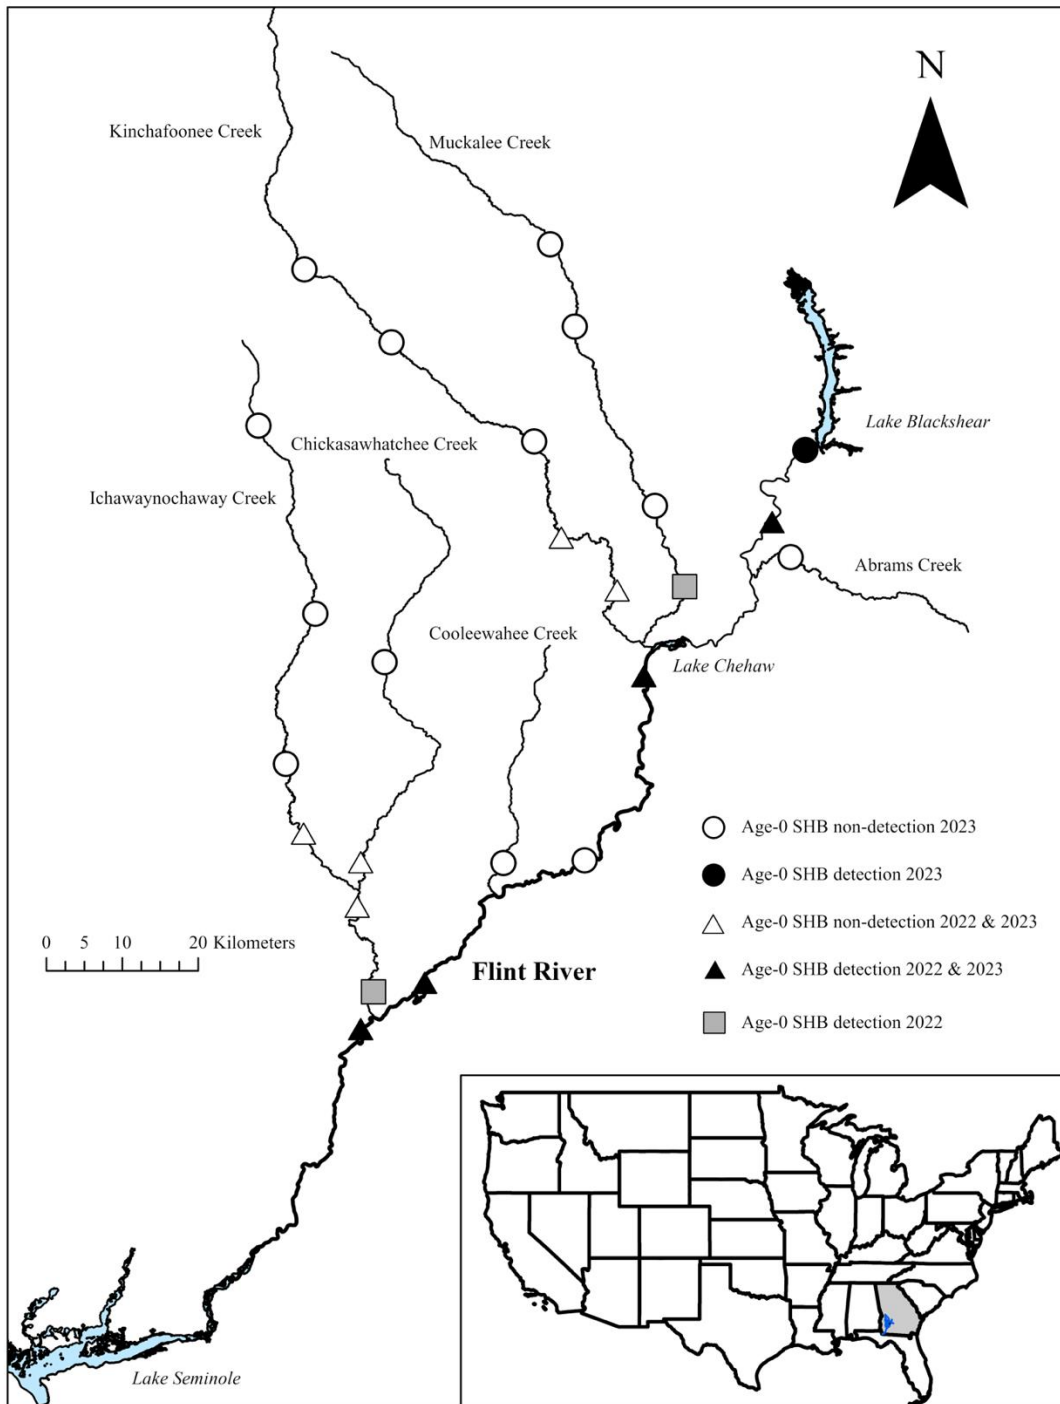 N
Kinchafoonee Creek
Muckalee Creek
Lake Blackshear
Chickasawhatchee Creek
Ichawaynochaway Creek
Abrams Creek
Cooleewahee Creek
Lake Chehaw
Age-0 SHB non-detection 2023
Age-0 SHB detection 2023
Age-0 SHB non-detection 2022 & 2023
0 5 10 20 Kilometers
Flint River
Age-0 SHB detection 2022 & 2023
Age-0 SHB detection 2022
Lake Seminole